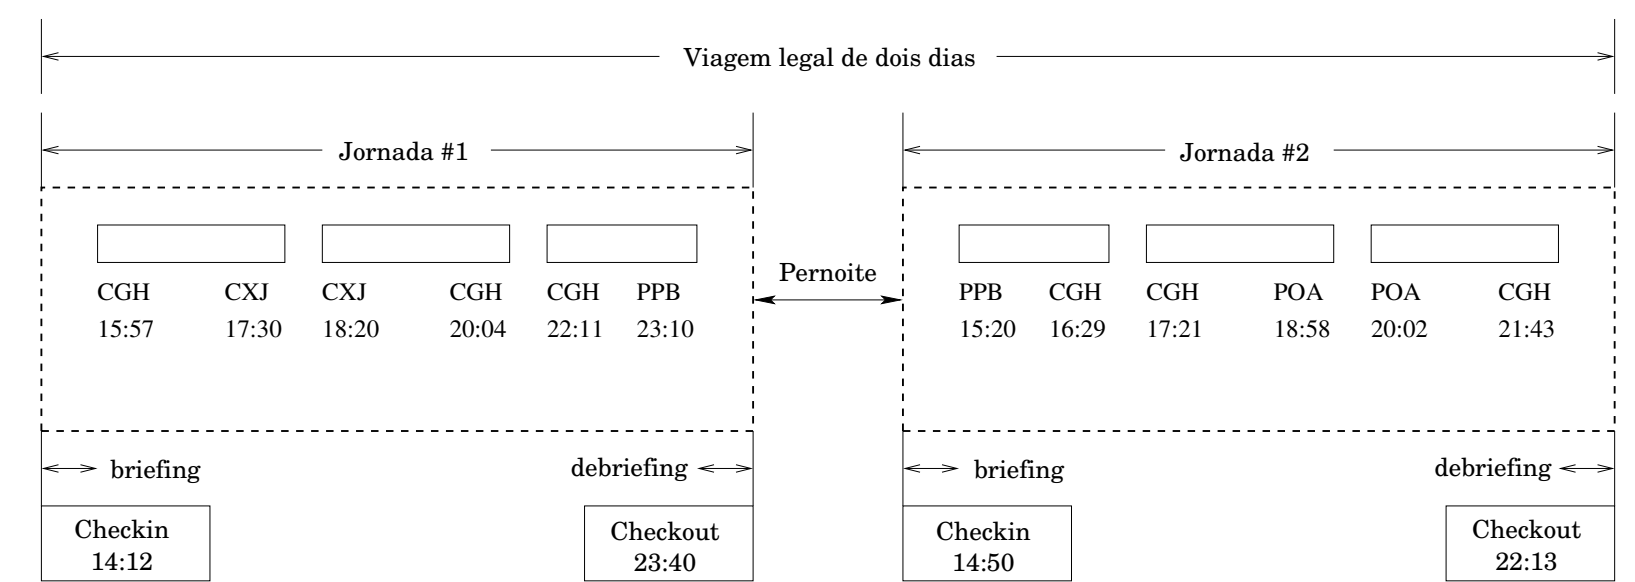 Viagem legal de dois dias
Jornada #1
Jornada #2
Pernoite
CGH CXJ CXJ CGH CGH PPB
15:57 17:30 18:20 20:04 22:11 23:10
PPB CGH CGH POA POA CGH
15:20 16:29 17:21 18:58 20:02 21:43
briefing
debriefing
briefing
debriefing
Checkin
14:12
Checkout
23:40
Checkin
14:50
Checkout
22:13